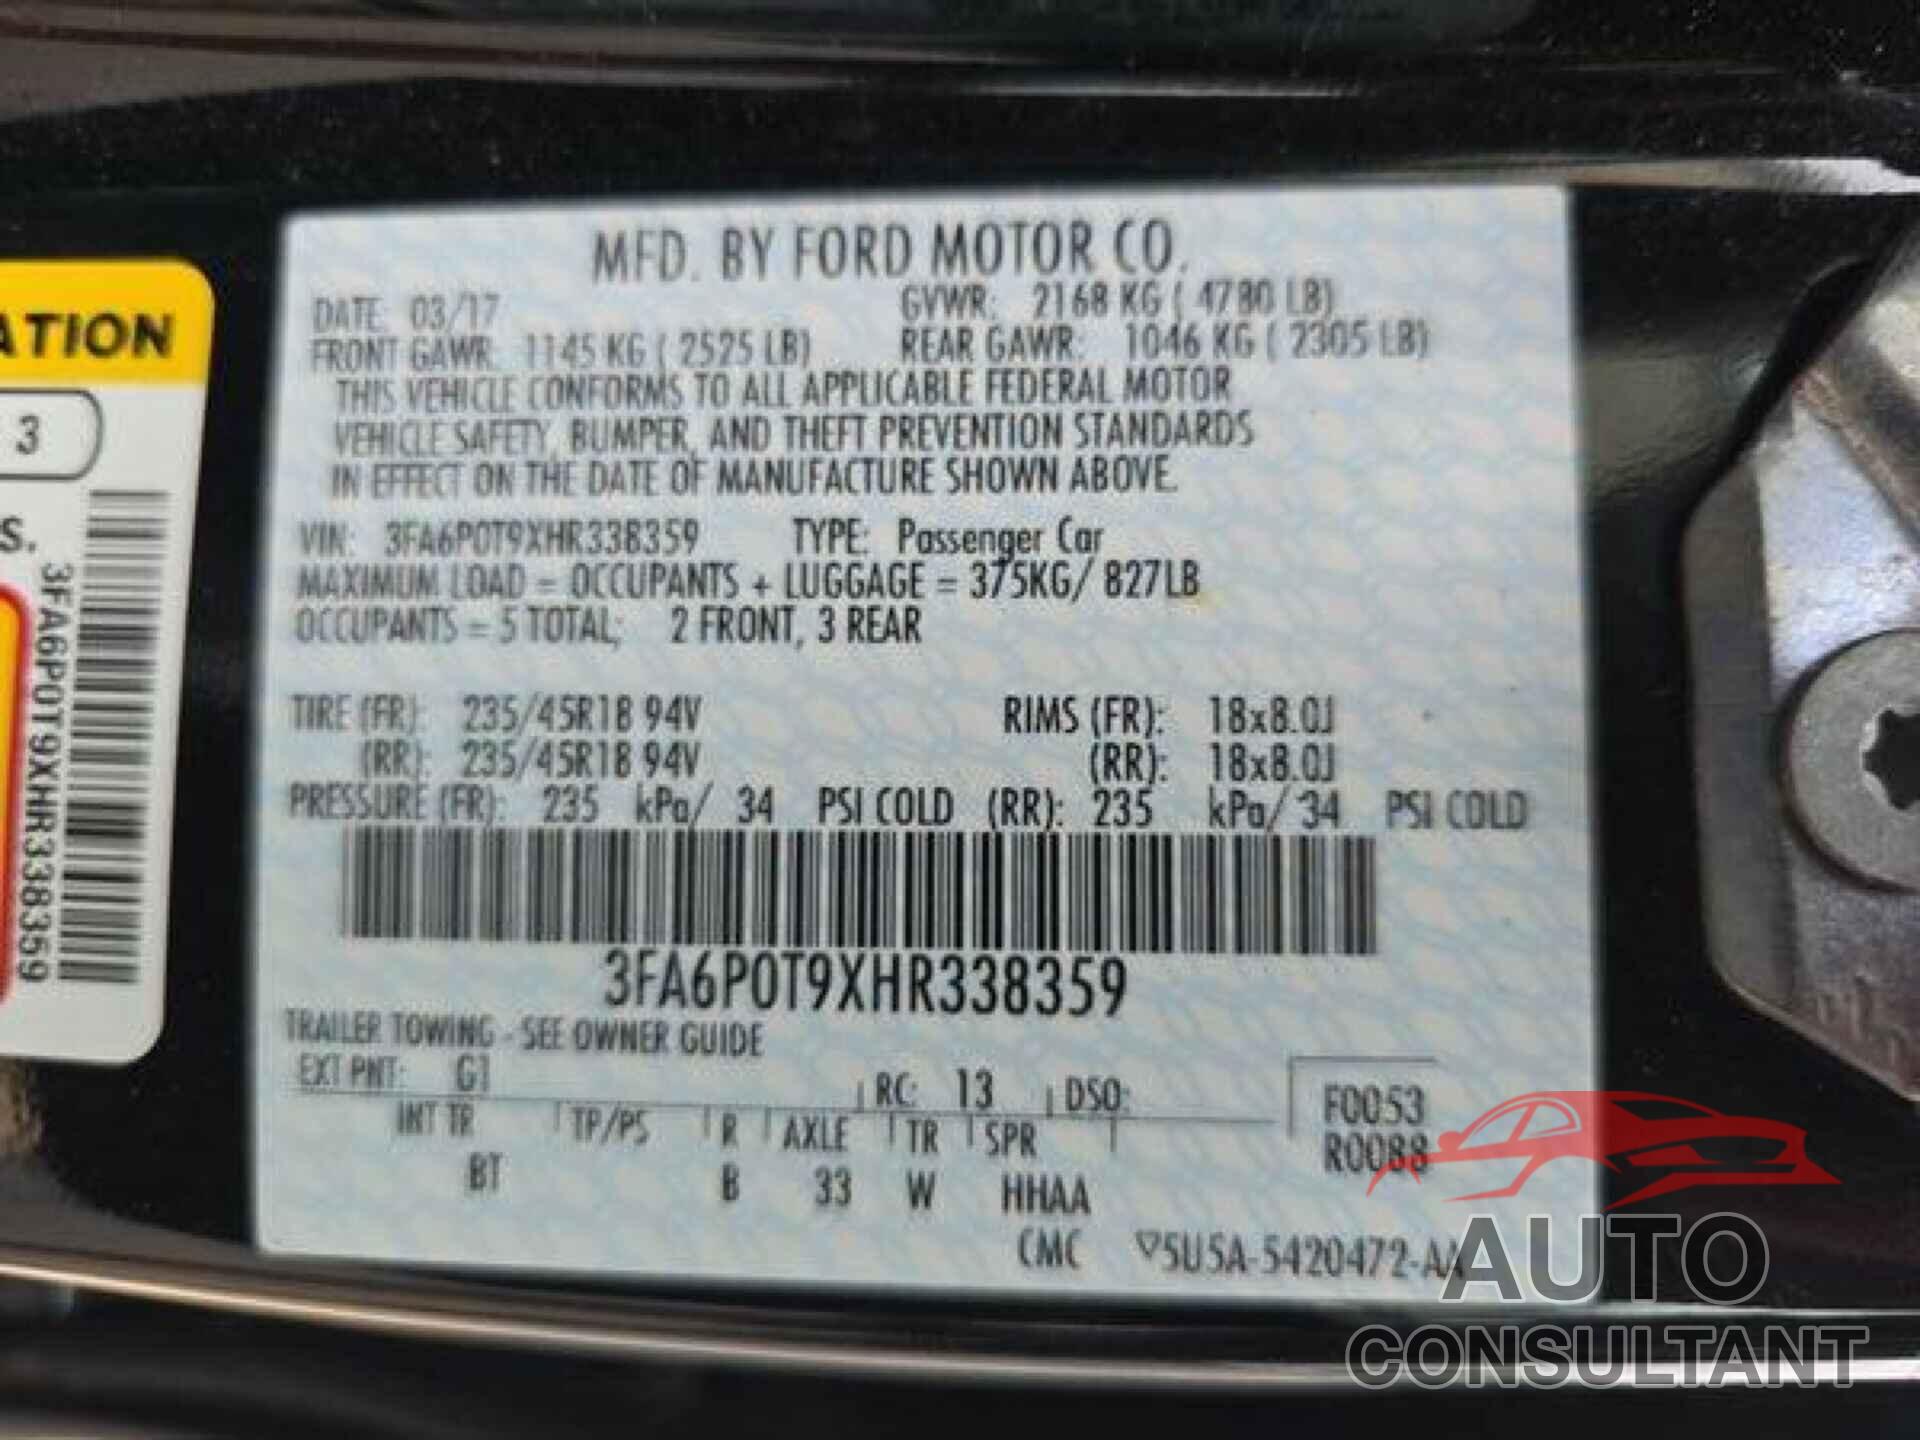 MFD. BY FORD MOTOR CO.
DATE: 03/17 GVWR: 2168 KG ( 4780 LB)
FRONT GAWR: 1145 KG ( 2525 LB) REAR GAWR: 1046 KG ( 2305 LB)
THIS VEHICLE CONFORMS TO ALL APPLICABLE FEDERAL MOTOR
VEHICLE SAFETY, BUMPER, AND THEFT PREVENTION STANDARDS
IN EFFECT ON THE DATE OF MANUFACTURE SHOWN ABOVE.
VIN: 3FA6P0T9XHR338359 TYPE: Passenger Car
MAXIMUM LOAD = OCCUPANTS + LUGGAGE = 375KG/ 827LB
OCCUPANTS = 5 TOTAL; 2 FRONT, 3 REAR
TIRE (FR): 235/45R18 94V RIMS (FR): 18x8.0J
(RR): 235/45R18 94V (RR): 18x8.0J
PRESSURE (FR): 235 kPa/ 34 PSI COLD (RR): 235 kPa/ 34 PSI COLD
3FA6P0T9XHR338359
TRAILER TOWING - SEE OWNER GUIDE
EXT PNT: G1 RC: 13 DSO:
INT TR TP/PS R AXLE TR SPR
BT B 33 W HHAA
F0053
R0088
CMC 5U5A-5420472-AA
ATION
3
S.
3FA6P0T9XHR338359
AUTO
CONSULTANT